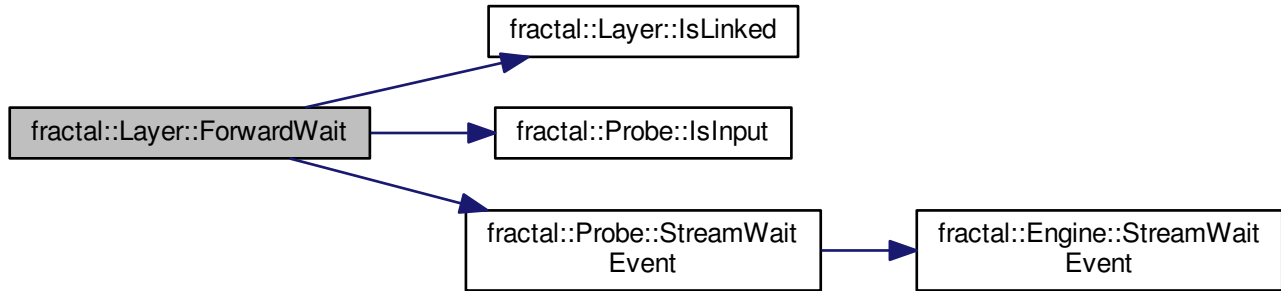 fractal::Layer::IsLinked
fractal::Layer::ForwardWait
fractal::Probe::IsInput
fractal::Probe::StreamWait
Event
fractal::Engine::StreamWait
Event